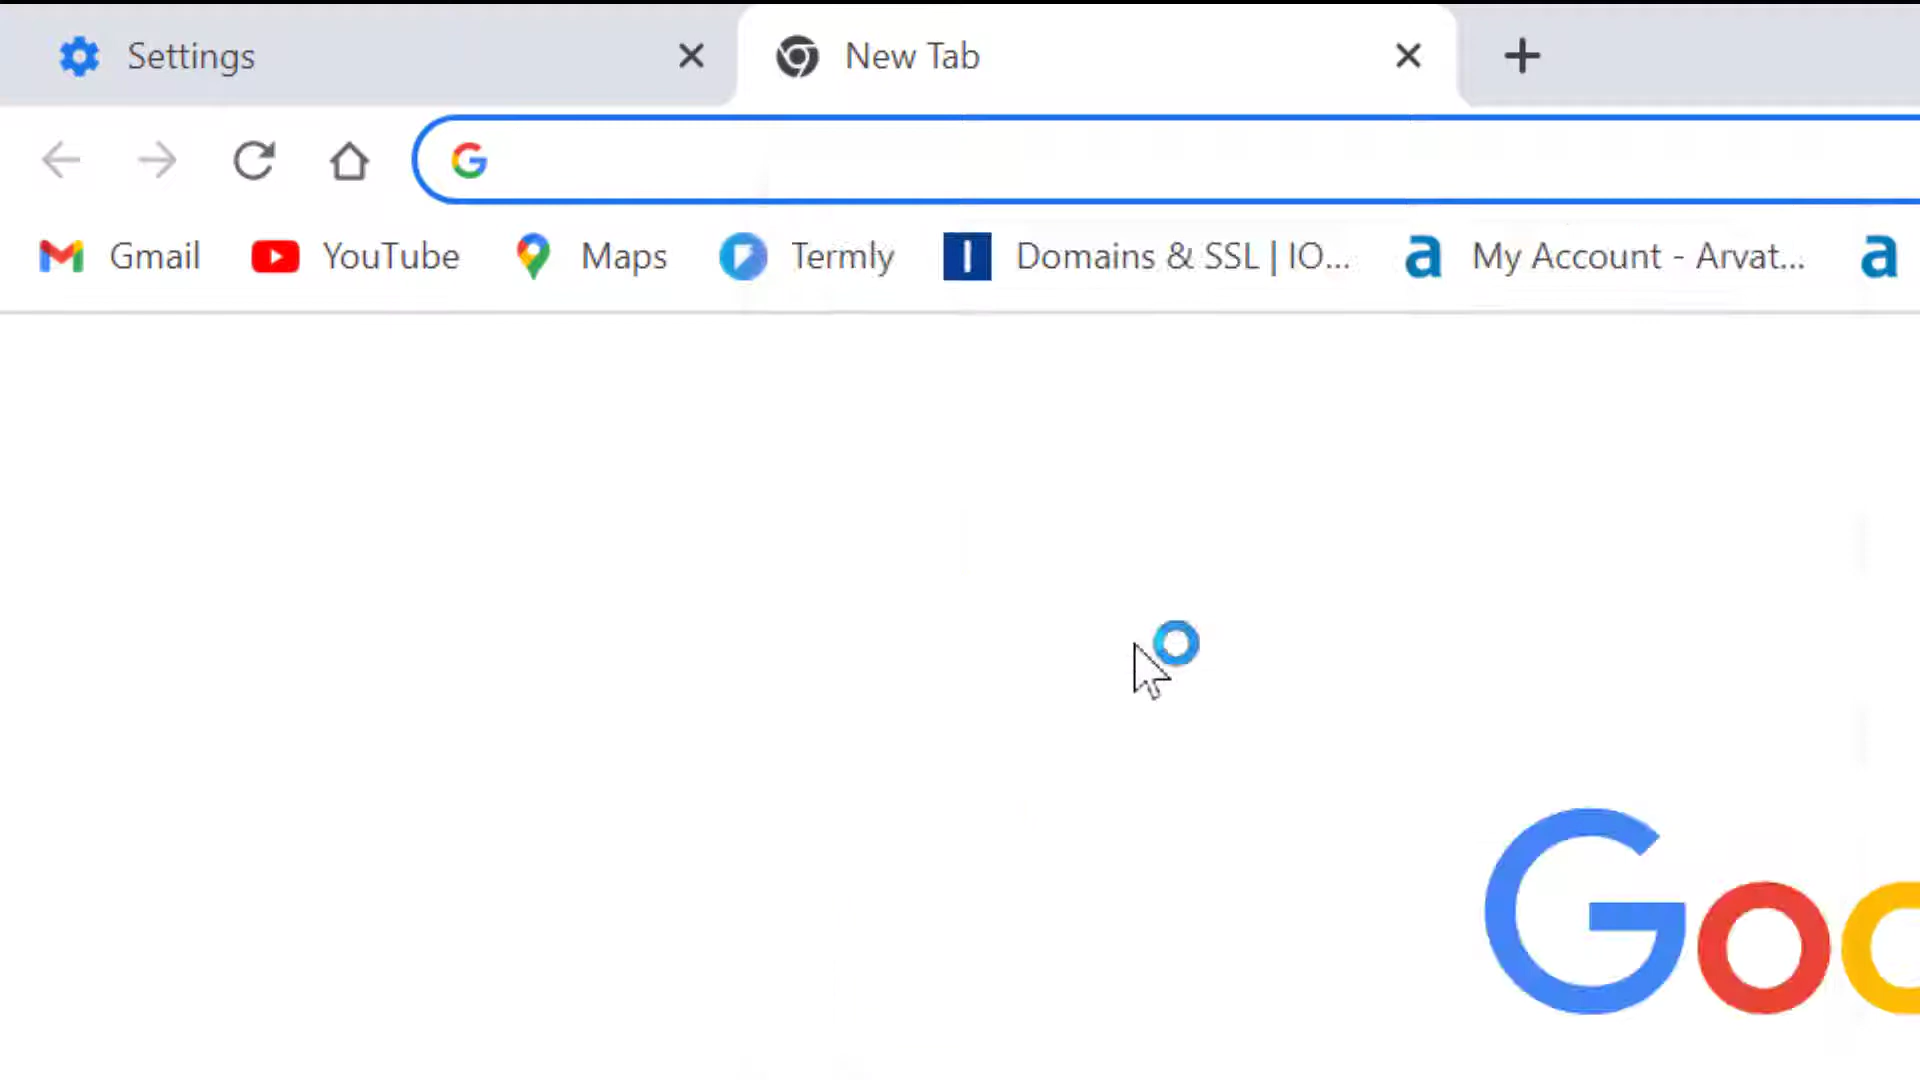 Settings
New Tab
Gmail
YouTube
Maps
Termly
Domains & SSL | IO...
My Account - Arvat...
a
Goo